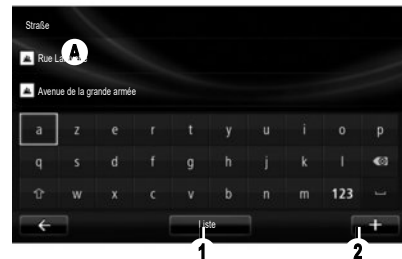 Straße
A
Rue La
Avenue de la grande armée
a z e r t y u i o p
q s d f g h j k l
w x c v b n m 123
Liste
1 2